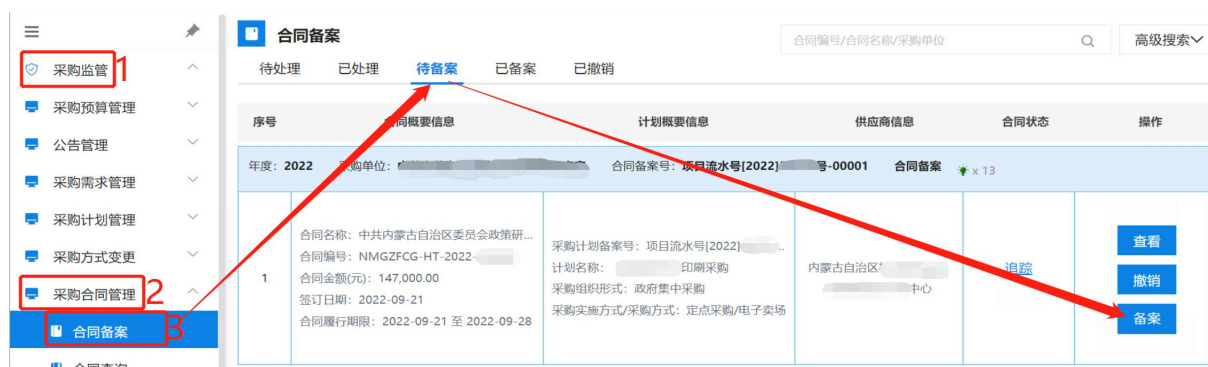 合同备案
合同编号/合同名称/采购单位
高级搜索
采购监管 1
待处理 已处理 待备案 已备案 已撤销
采购预算管理
序号 合同概要信息 计划概要信息 供应商信息 合同状态 操作
公告管理
年度：2022 采购单位： 合同备案号：项目流水号[2022] 号-00001 合同备案 x 13
采购需求管理
采购计划管理
采购方式变更
采购合同管理 2
合同备案 3
1
合同名称：中共内蒙古自治区委员会政策研...
合同编号：NMGZFCG-HT-2022-
合同金额(元)：147,000.00
签订日期：2022-09-21
合同履行期限：2022-09-21 至 2022-09-28
采购计划备案号：项目流水号[2022] ..
计划名称： 印刷采购
采购组织形式：政府集中采购
采购实施方式/采购方式：定点采购/电子卖场
内蒙古自治区
中心
追踪
查看
撤销
备案